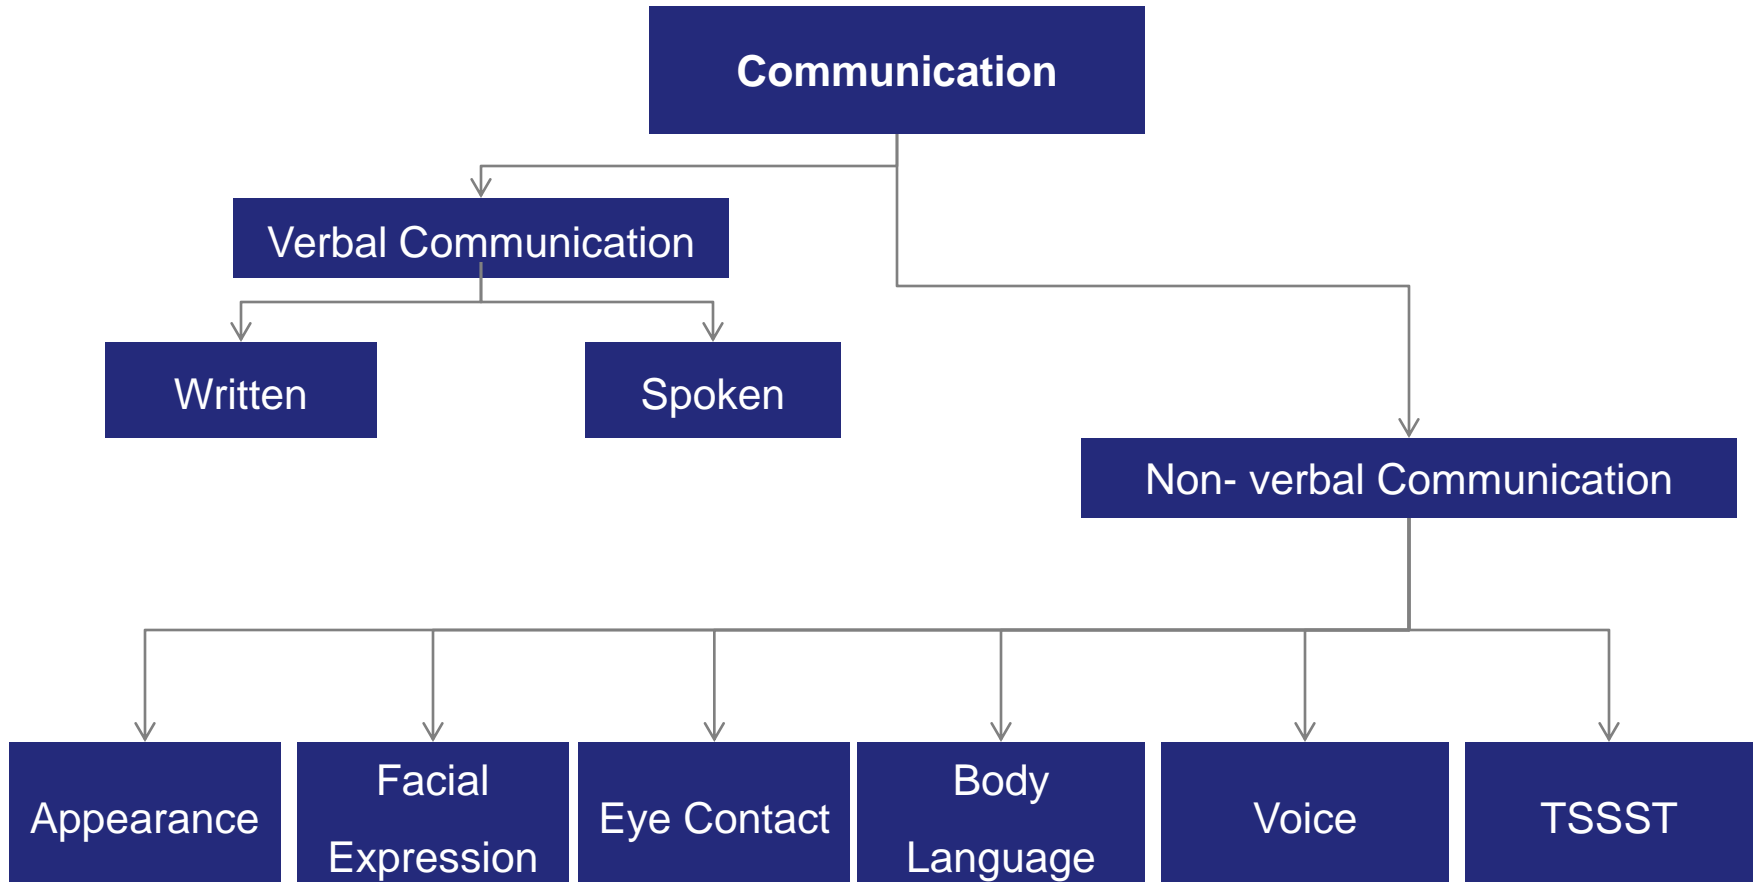 Communication
Verbal Communication
Written
Spoken
Non- verbal Communication
Appearance
Facial
Expression
Eye Contact
Body
Language
Voice
TSSST